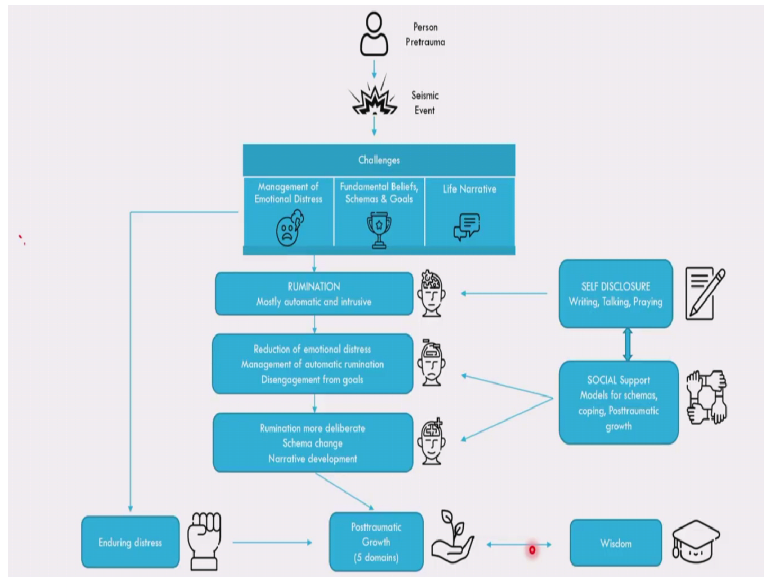 Person
Pretrauma
Seismic
Event
Challenges
Management of
Emotional Distress
Fundamental Beliefs,
Schemas & Goals
Life Narrative
RUMINATION
Mostly automatic and intrusive
SELF DISCLOSURE
Writing, Talking, Praying
Reduction of emotional distress
Management of automatic rumination
Disengagement from goals
SOCIAL Support
Models for schemas,
coping, Posttraumatic
growth
Rumination more deliberate
Schema change
Narrative development
Enduring distress
Posttraumatic
Growth
(5 domains)
Wisdom